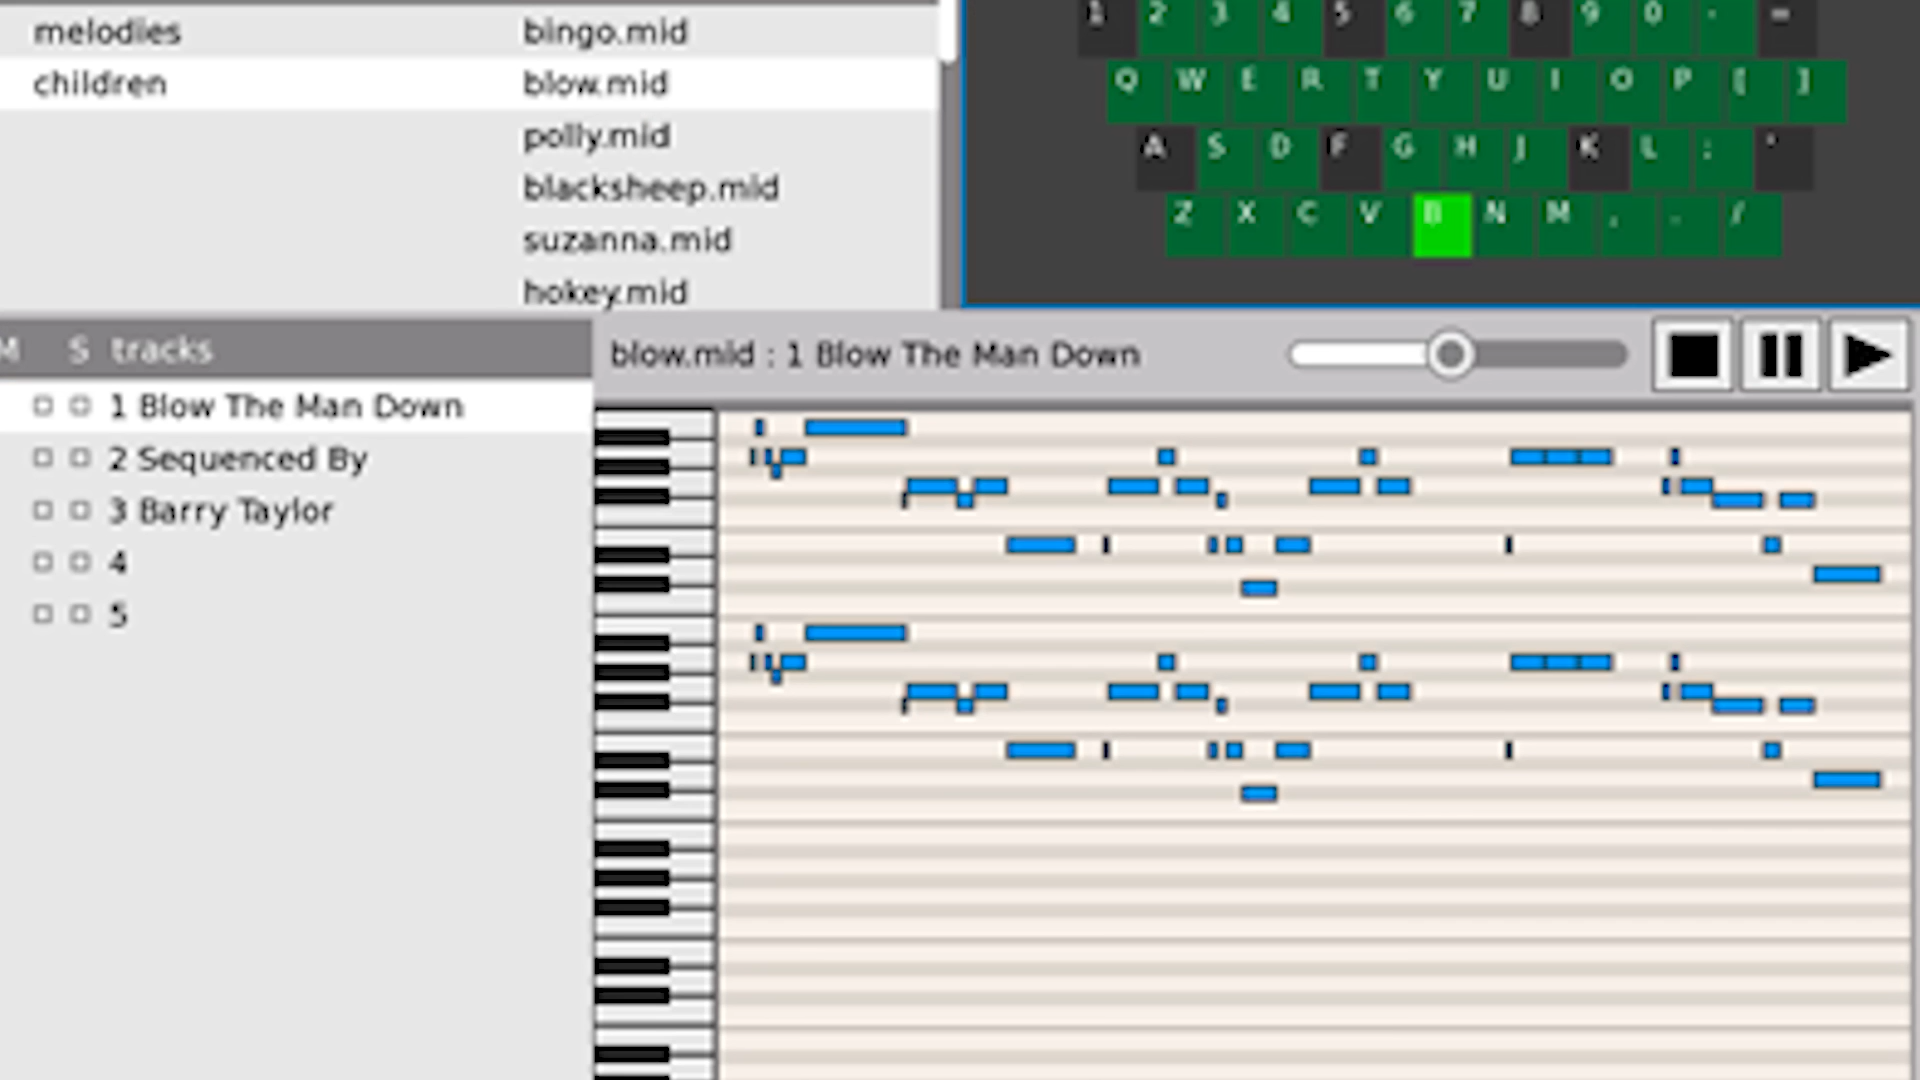 melodies bingo.mid
children blow.mid
polly.mid
blacksheep.mid
suzanna.mid
hokey.mid
1 2 3 4 5 6 7 8 9 0 - =
Q W E R T Y U I O P [ ]
A S D F G H J K L ; '
Z X C V B N M , . /
M S tracks
1 Blow The Man Down
2 Sequenced By
3 Barry Taylor
4
5
blow.mid : 1 Blow The Man Down